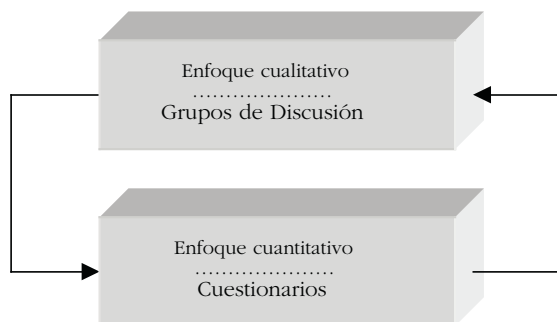 Enfoque cualitativo
.....................
Grupos de Discusión
Enfoque cuantitativo
.....................
Cuestionarios